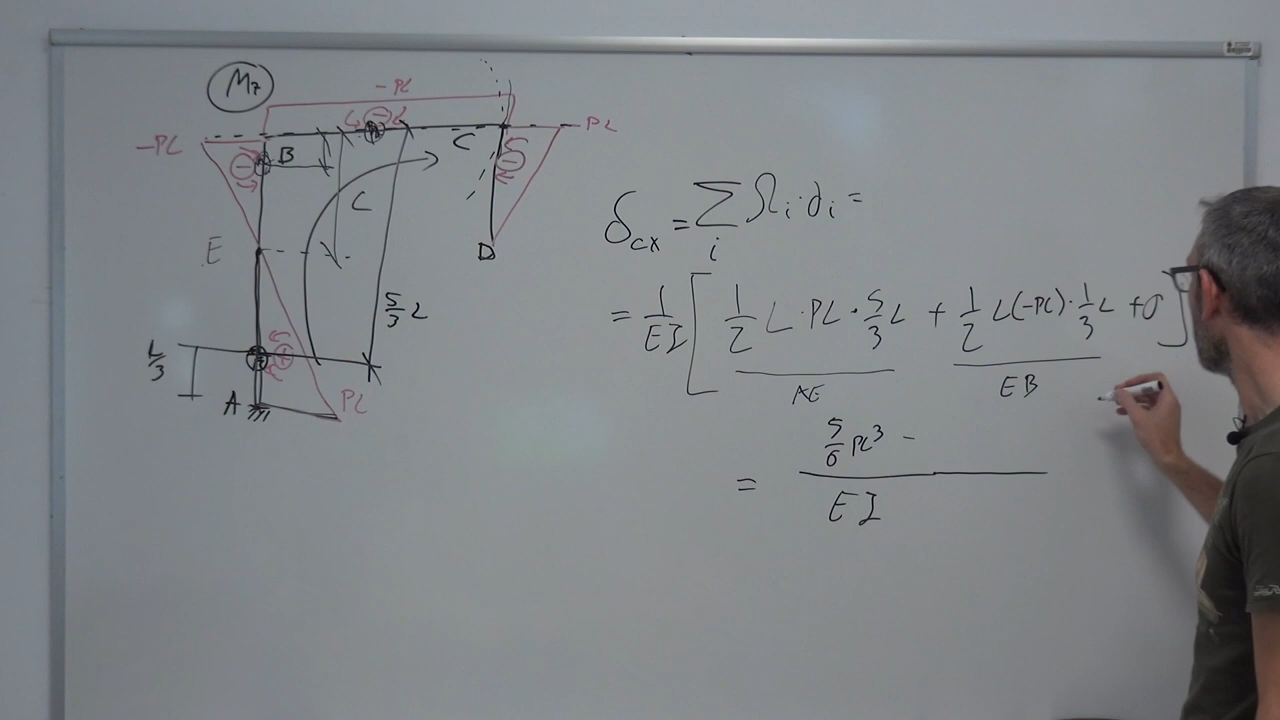 M₇
-PL
-PL
PL
B
C
C
E
D
5/3 L
L/3
A
PL
δ_cx = Σ_i Ω_i · d_i =
= 1/EI [ 1/2 L · PL · 5/3 L + 1/2 L(-PL) · 1/3 L + 0 ]
AE
EB
= (5/6 PL³ - ) / EI